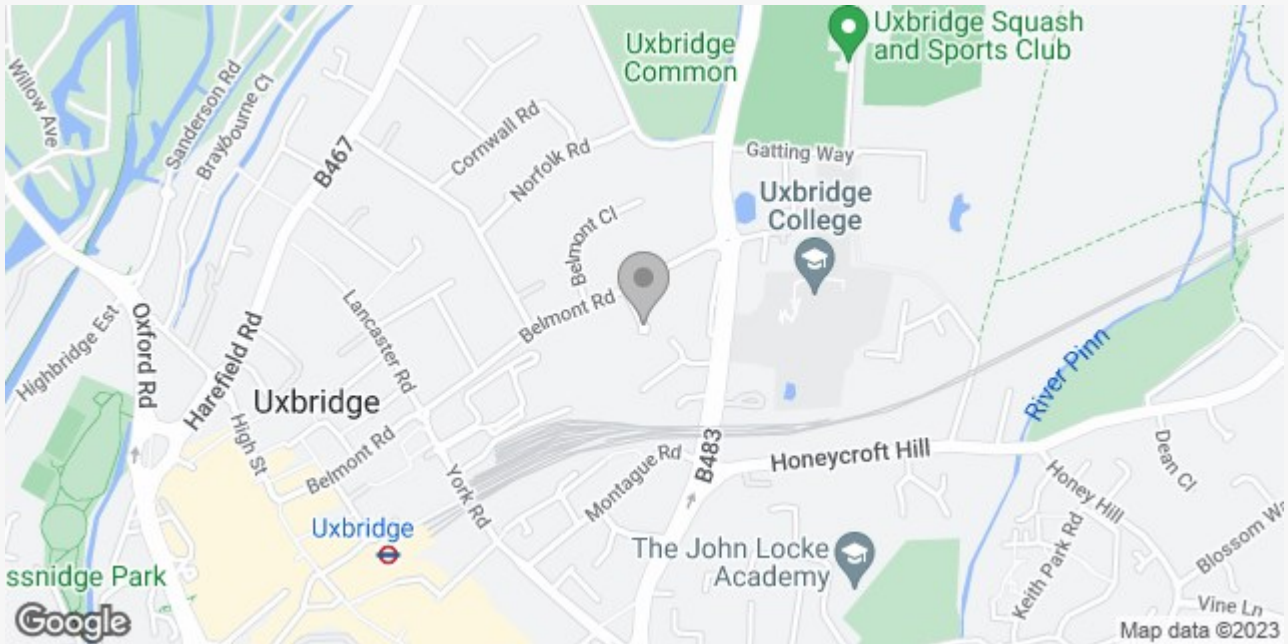 Uxbridge Squash
and Sports Club
Uxbridge
Common
Willow Ave
Sanderson Rd
Braybourne Cl
B467
Cornwall Rd
Norfolk Rd
Gatting Way
Uxbridge
College
Belmont Cl
Belmont Rd
Highbridge Est
Oxford Rd
Harefield Rd
Lancaster Rd
Uxbridge
High St
Belmont Rd
York Rd
Montague Rd
B483
Honeycroft Hill
River Pinn
Dean Cl
Honey Hill
Keith Park Rd
Blossom Wa
Vine Ln
Uxbridge
The John Locke
Academy
ssnidge Park
Google
Map data ©2023